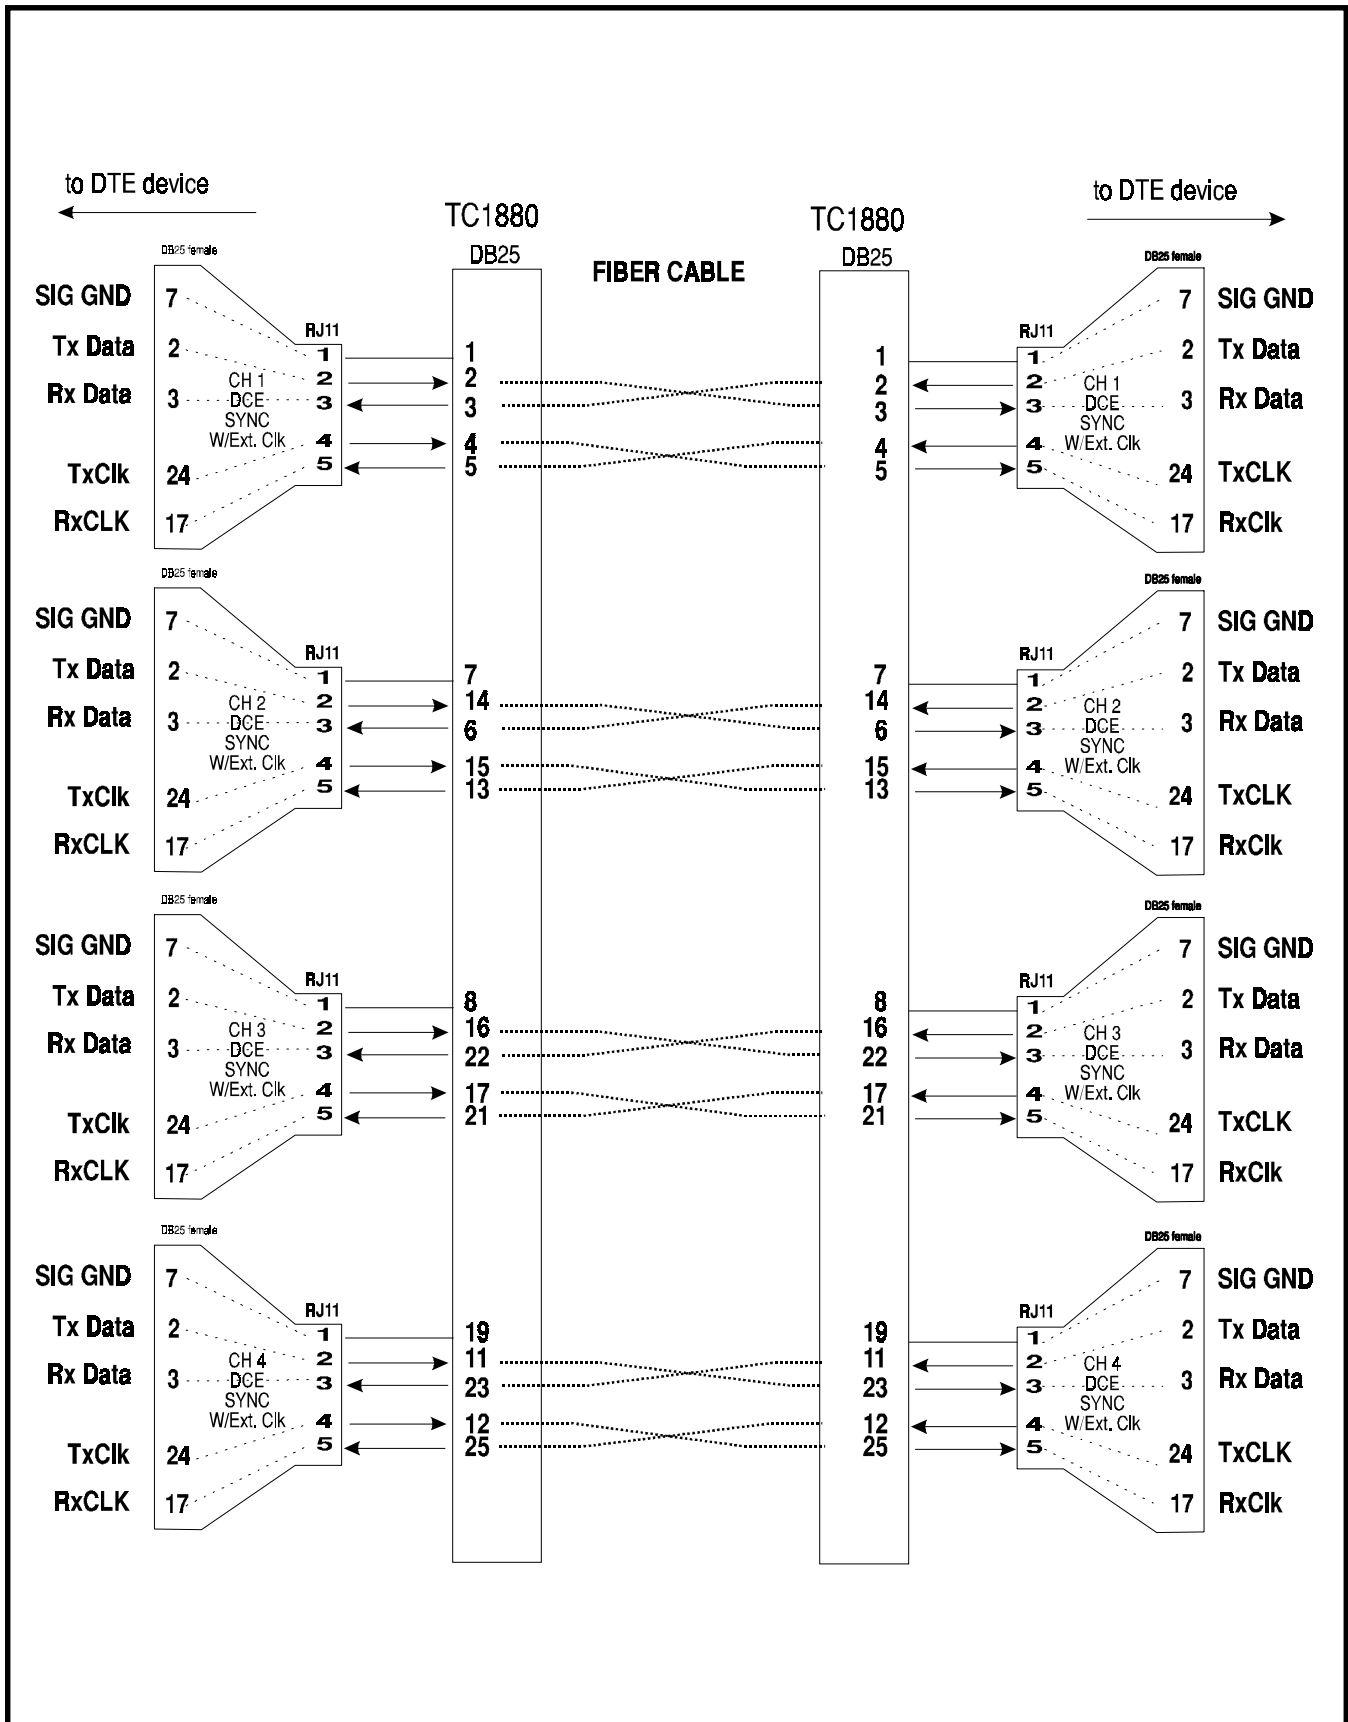 to DTE device
to DTE device
TC1880
TC1880
DB25
DB25
FIBER CABLE
DB25 female
SIG GND 7
Tx Data 2
Rx Data 3
TxClk 24
RxCLK 17
RJ11
1
2
3
4
5
CH 1
DCE
SYNC
W/Ext. Clk
1
2
3
4
5
1
2
3
4
5
RJ11
1
2
3
4
5
CH 1
DCE
SYNC
W/Ext. Clk
DB25 female
7 SIG GND
2 Tx Data
3 Rx Data
24 TxCLK
17 RxClk
DB25 female
SIG GND 7
Tx Data 2
Rx Data 3
TxClk 24
RxCLK 17
RJ11
1
2
3
4
5
CH 2
DCE
SYNC
W/Ext. Clk
7
14
6
15
13
7
14
6
15
13
RJ11
1
2
3
4
5
CH 2
DCE
SYNC
W/Ext. Clk
DB25 female
7 SIG GND
2 Tx Data
3 Rx Data
24 TxCLK
17 RxClk
DB25 female
SIG GND 7
Tx Data 2
Rx Data 3
TxClk 24
RxCLK 17
RJ11
1
2
3
4
5
CH 3
DCE
SYNC
W/Ext. Clk
8
16
22
17
21
8
16
22
17
21
RJ11
1
2
3
4
5
CH 3
DCE
SYNC
W/Ext. Clk
DB25 female
7 SIG GND
2 Tx Data
3 Rx Data
24 TxCLK
17 RxClk
DB25 female
SIG GND 7
Tx Data 2
Rx Data 3
TxClk 24
RxCLK 17
RJ11
1
2
3
4
5
CH 4
DCE
SYNC
W/Ext. Clk
19
11
23
12
25
19
11
23
12
25
RJ11
1
2
3
4
5
CH 4
DCE
SYNC
W/Ext. Clk
DB25 female
7 SIG GND
2 Tx Data
3 Rx Data
24 TxCLK
17 RxClk